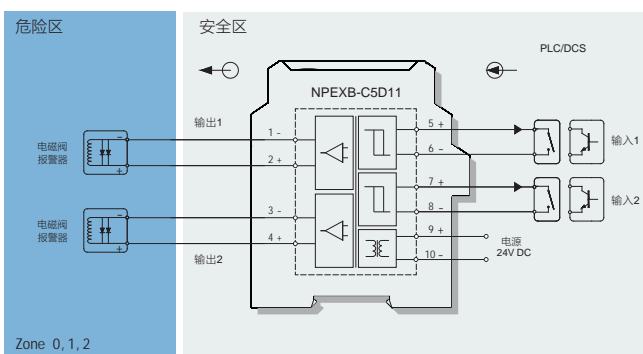 危险区
安全区
PLC/DCS
NPEXB-C5D11
输出1
1 -
2 +
5 +
6 -
输入1
电磁阀
报警器
-
+
7 +
8 -
输入2
3 -
4 +
电磁阀
报警器
-
+
9 +
10 -
电源
24V DC
输出2
Zone 0,1,2